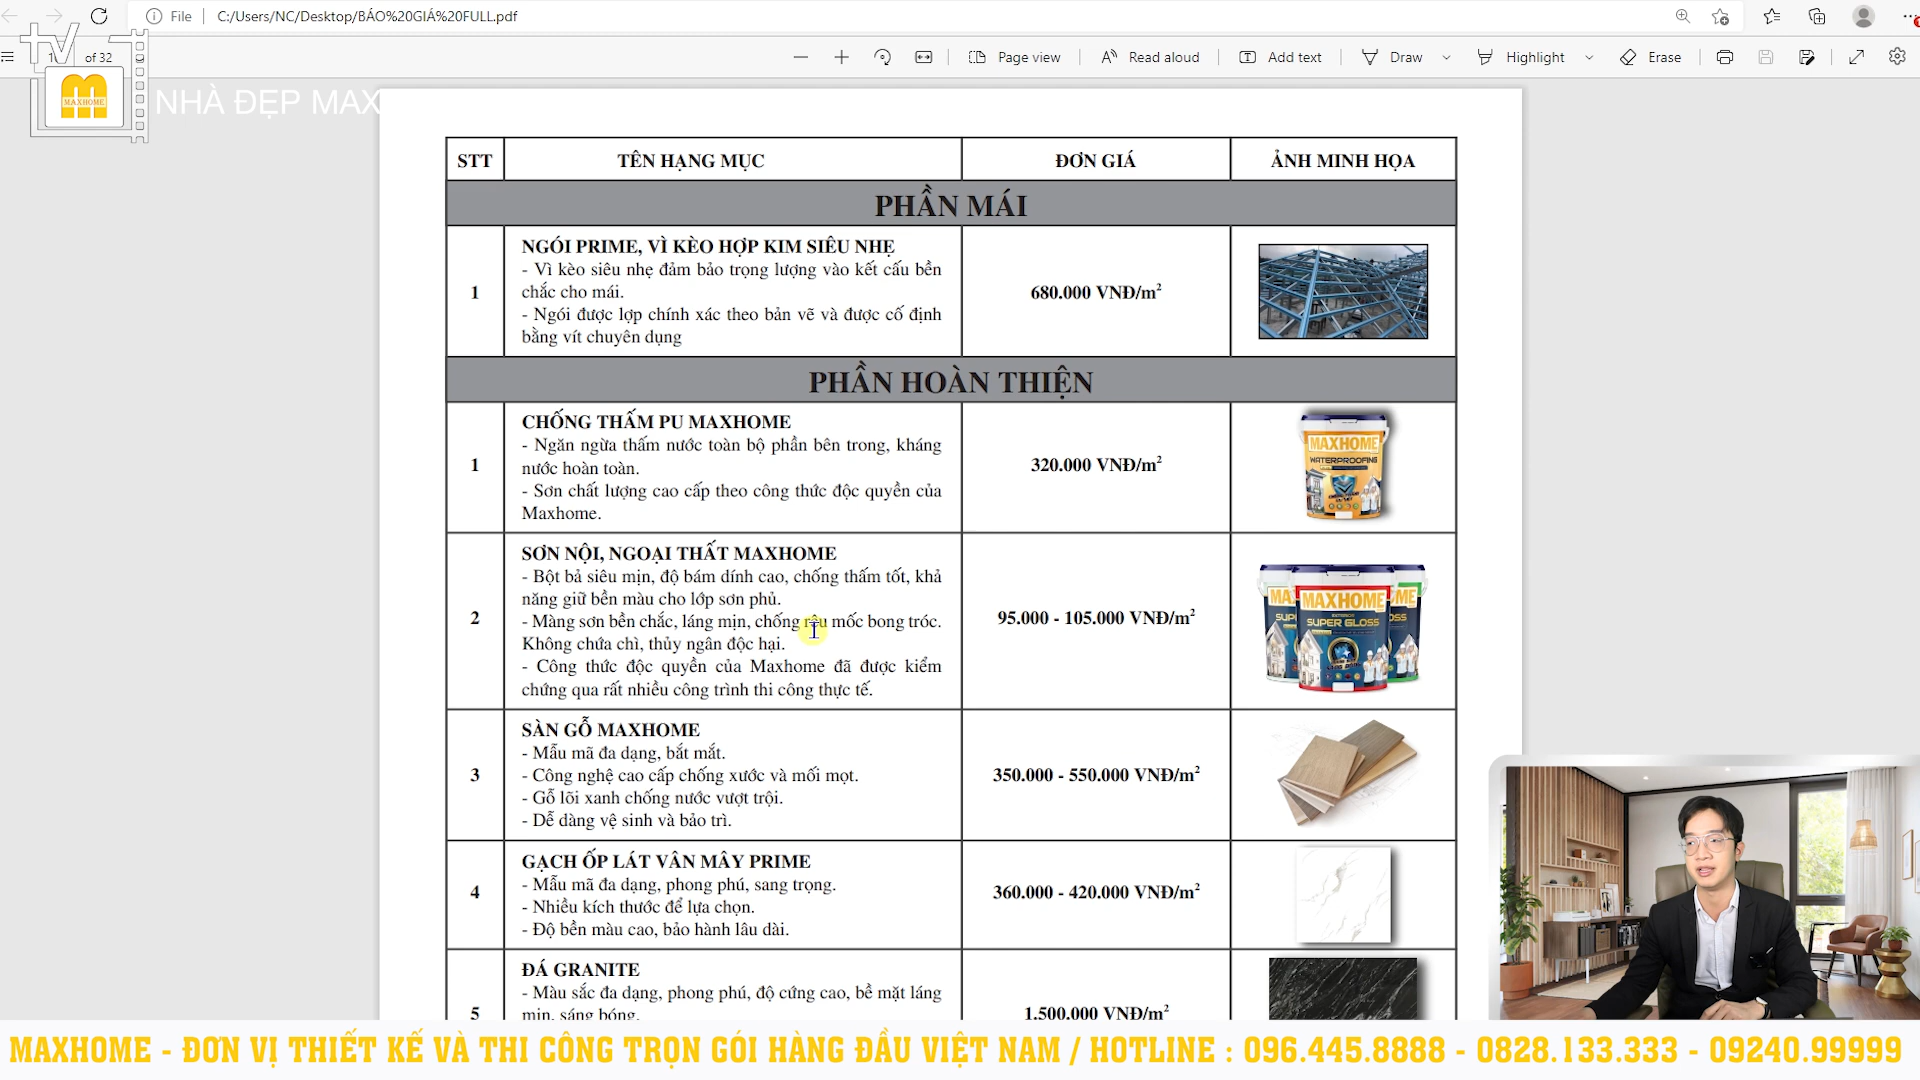 File
C:/Users/NC/Desktop/BÁO%20GIÁ%20FULL.pdf
of 32
Page view
Read aloud
Add text
Draw
Highlight
Erase
tv
MAXHOME
NHÀ ĐẸP MAX
STT
TÊN HẠNG MỤC
ĐƠN GIÁ
ẢNH MINH HỌA
PHẦN MÁI
1
NGÓI PRIME, VÌ KÈO HỢP KIM SIÊU NHẸ
- Vì kèo siêu nhẹ đảm bảo trọng lượng vào kết cấu bền
chắc cho mái.
- Ngói được lợp chính xác theo bản vẽ và được cố định
bằng vít chuyên dụng
680.000 VNĐ/m²
PHẦN HOÀN THIỆN
1
CHỐNG THẤM PU MAXHOME
- Ngăn ngừa thấm nước toàn bộ phần bên trong, kháng
nước hoàn toàn.
- Sơn chất lượng cao cấp theo công thức độc quyền của
Maxhome.
320.000 VNĐ/m²
MAXHOME
WATERPROOFING
2
SƠN NỘI, NGOẠI THẤT MAXHOME
- Bột bả siêu mịn, độ bám dính cao, chống thấm tốt, khả
năng giữ bền màu cho lớp sơn phủ.
- Màng sơn bền chắc, láng mịn, chống rêu mốc bong tróc.
Không chứa chì, thủy ngân độc hại.
- Công thức độc quyền của Maxhome đã được kiểm
chứng qua rất nhiều công trình thi công thực tế.
95.000 - 105.000 VNĐ/m²
MAXHOME
SUPER GLOSS
3
SÀN GỖ MAXHOME
- Mẫu mã đa dạng, bắt mắt.
- Công nghệ cao cấp chống xước và mối mọt.
- Gỗ lõi xanh chống nước vượt trội.
- Dễ dàng vệ sinh và bảo trì.
350.000 - 550.000 VNĐ/m²
4
GẠCH ỐP LÁT VÂN MÂY PRIME
- Mẫu mã đa dạng, phong phú, sang trọng.
- Nhiều kích thước để lựa chọn.
- Độ bền màu cao, bảo hành lâu dài.
360.000 - 420.000 VNĐ/m²
5
ĐÁ GRANITE
- Màu sắc đa dạng, phong phú, độ cứng cao, bề mặt láng
mịn, sáng bóng.
1.500.000 VNĐ/m²
MAXHOME - ĐƠN VỊ THIẾT KẾ VÀ THI CÔNG TRỌN GÓI HÀNG ĐẦU VIỆT NAM / HOTLINE : 096.445.8888 - 0828.133.333 - 09240.99999